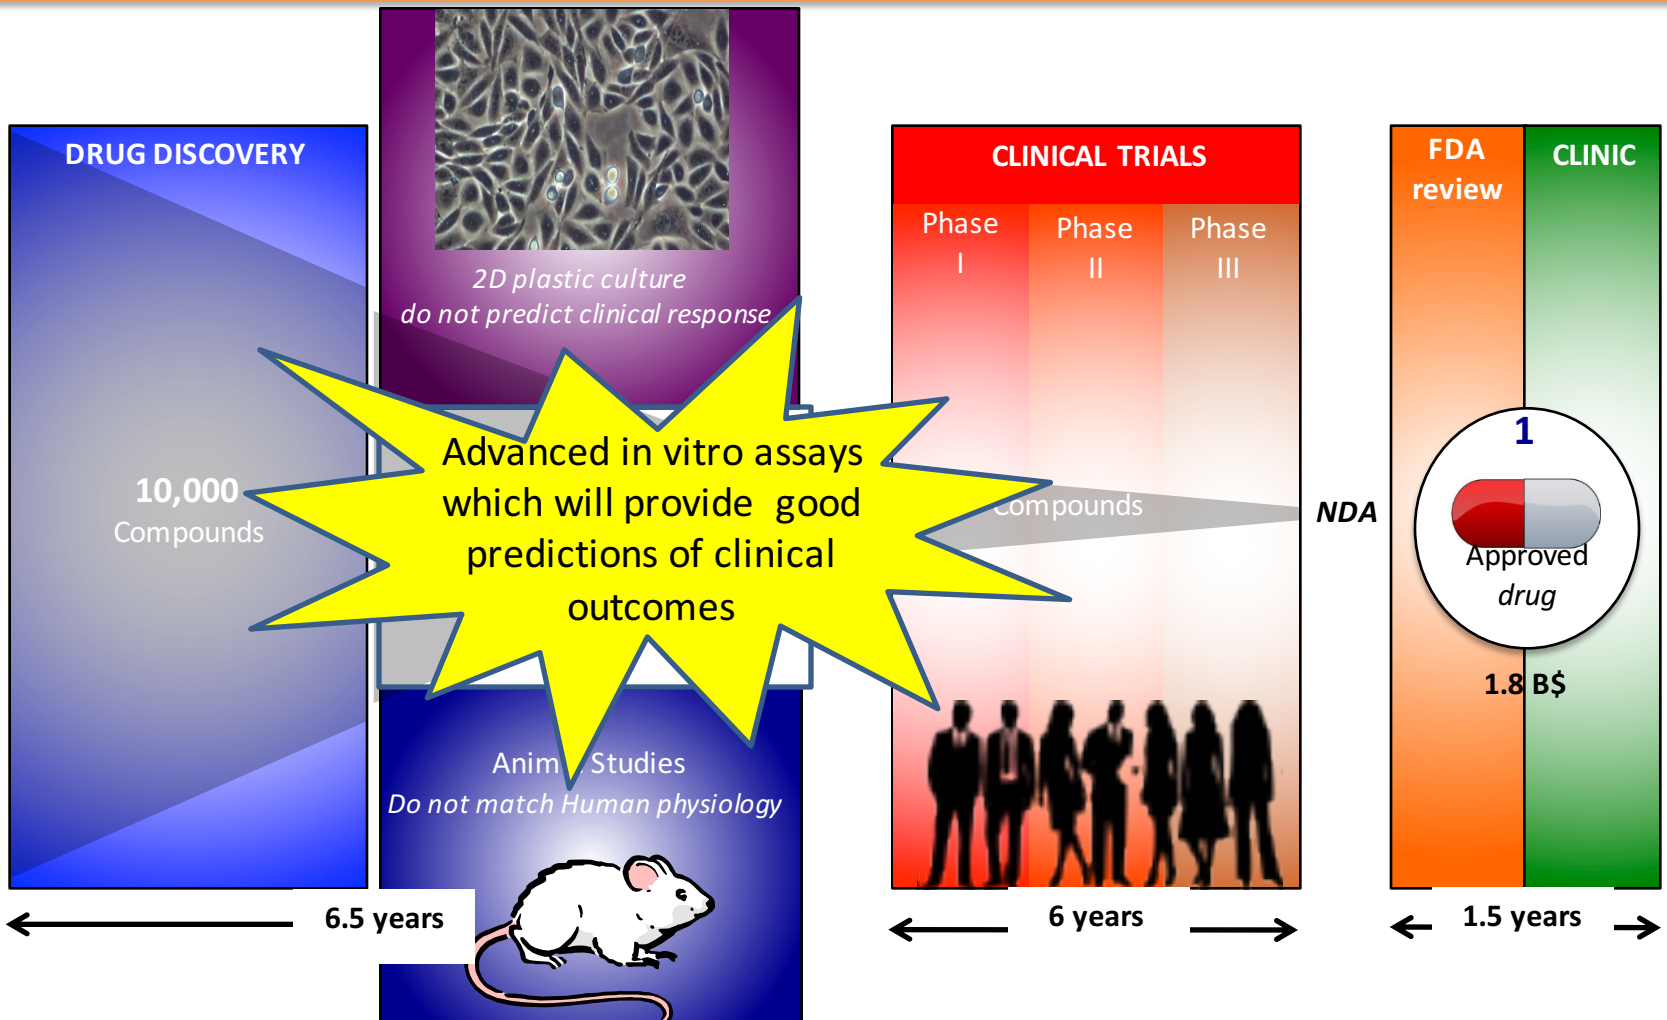 DRUG DISCOVERY
10,000
Compounds
2D plastic culture
do not predict clinical response
Advanced in vitro assays
which will provide good
predictions of clinical
outcomes
Studies
Do not match Human physiology
CLINICAL TRIALS
Phase
I
Phase
II
Phase
III
Compounds
NDA
FDA
review
CLINIC
1
Approved
drug
1.8 B$
6.5 years
6 years
1.5 years